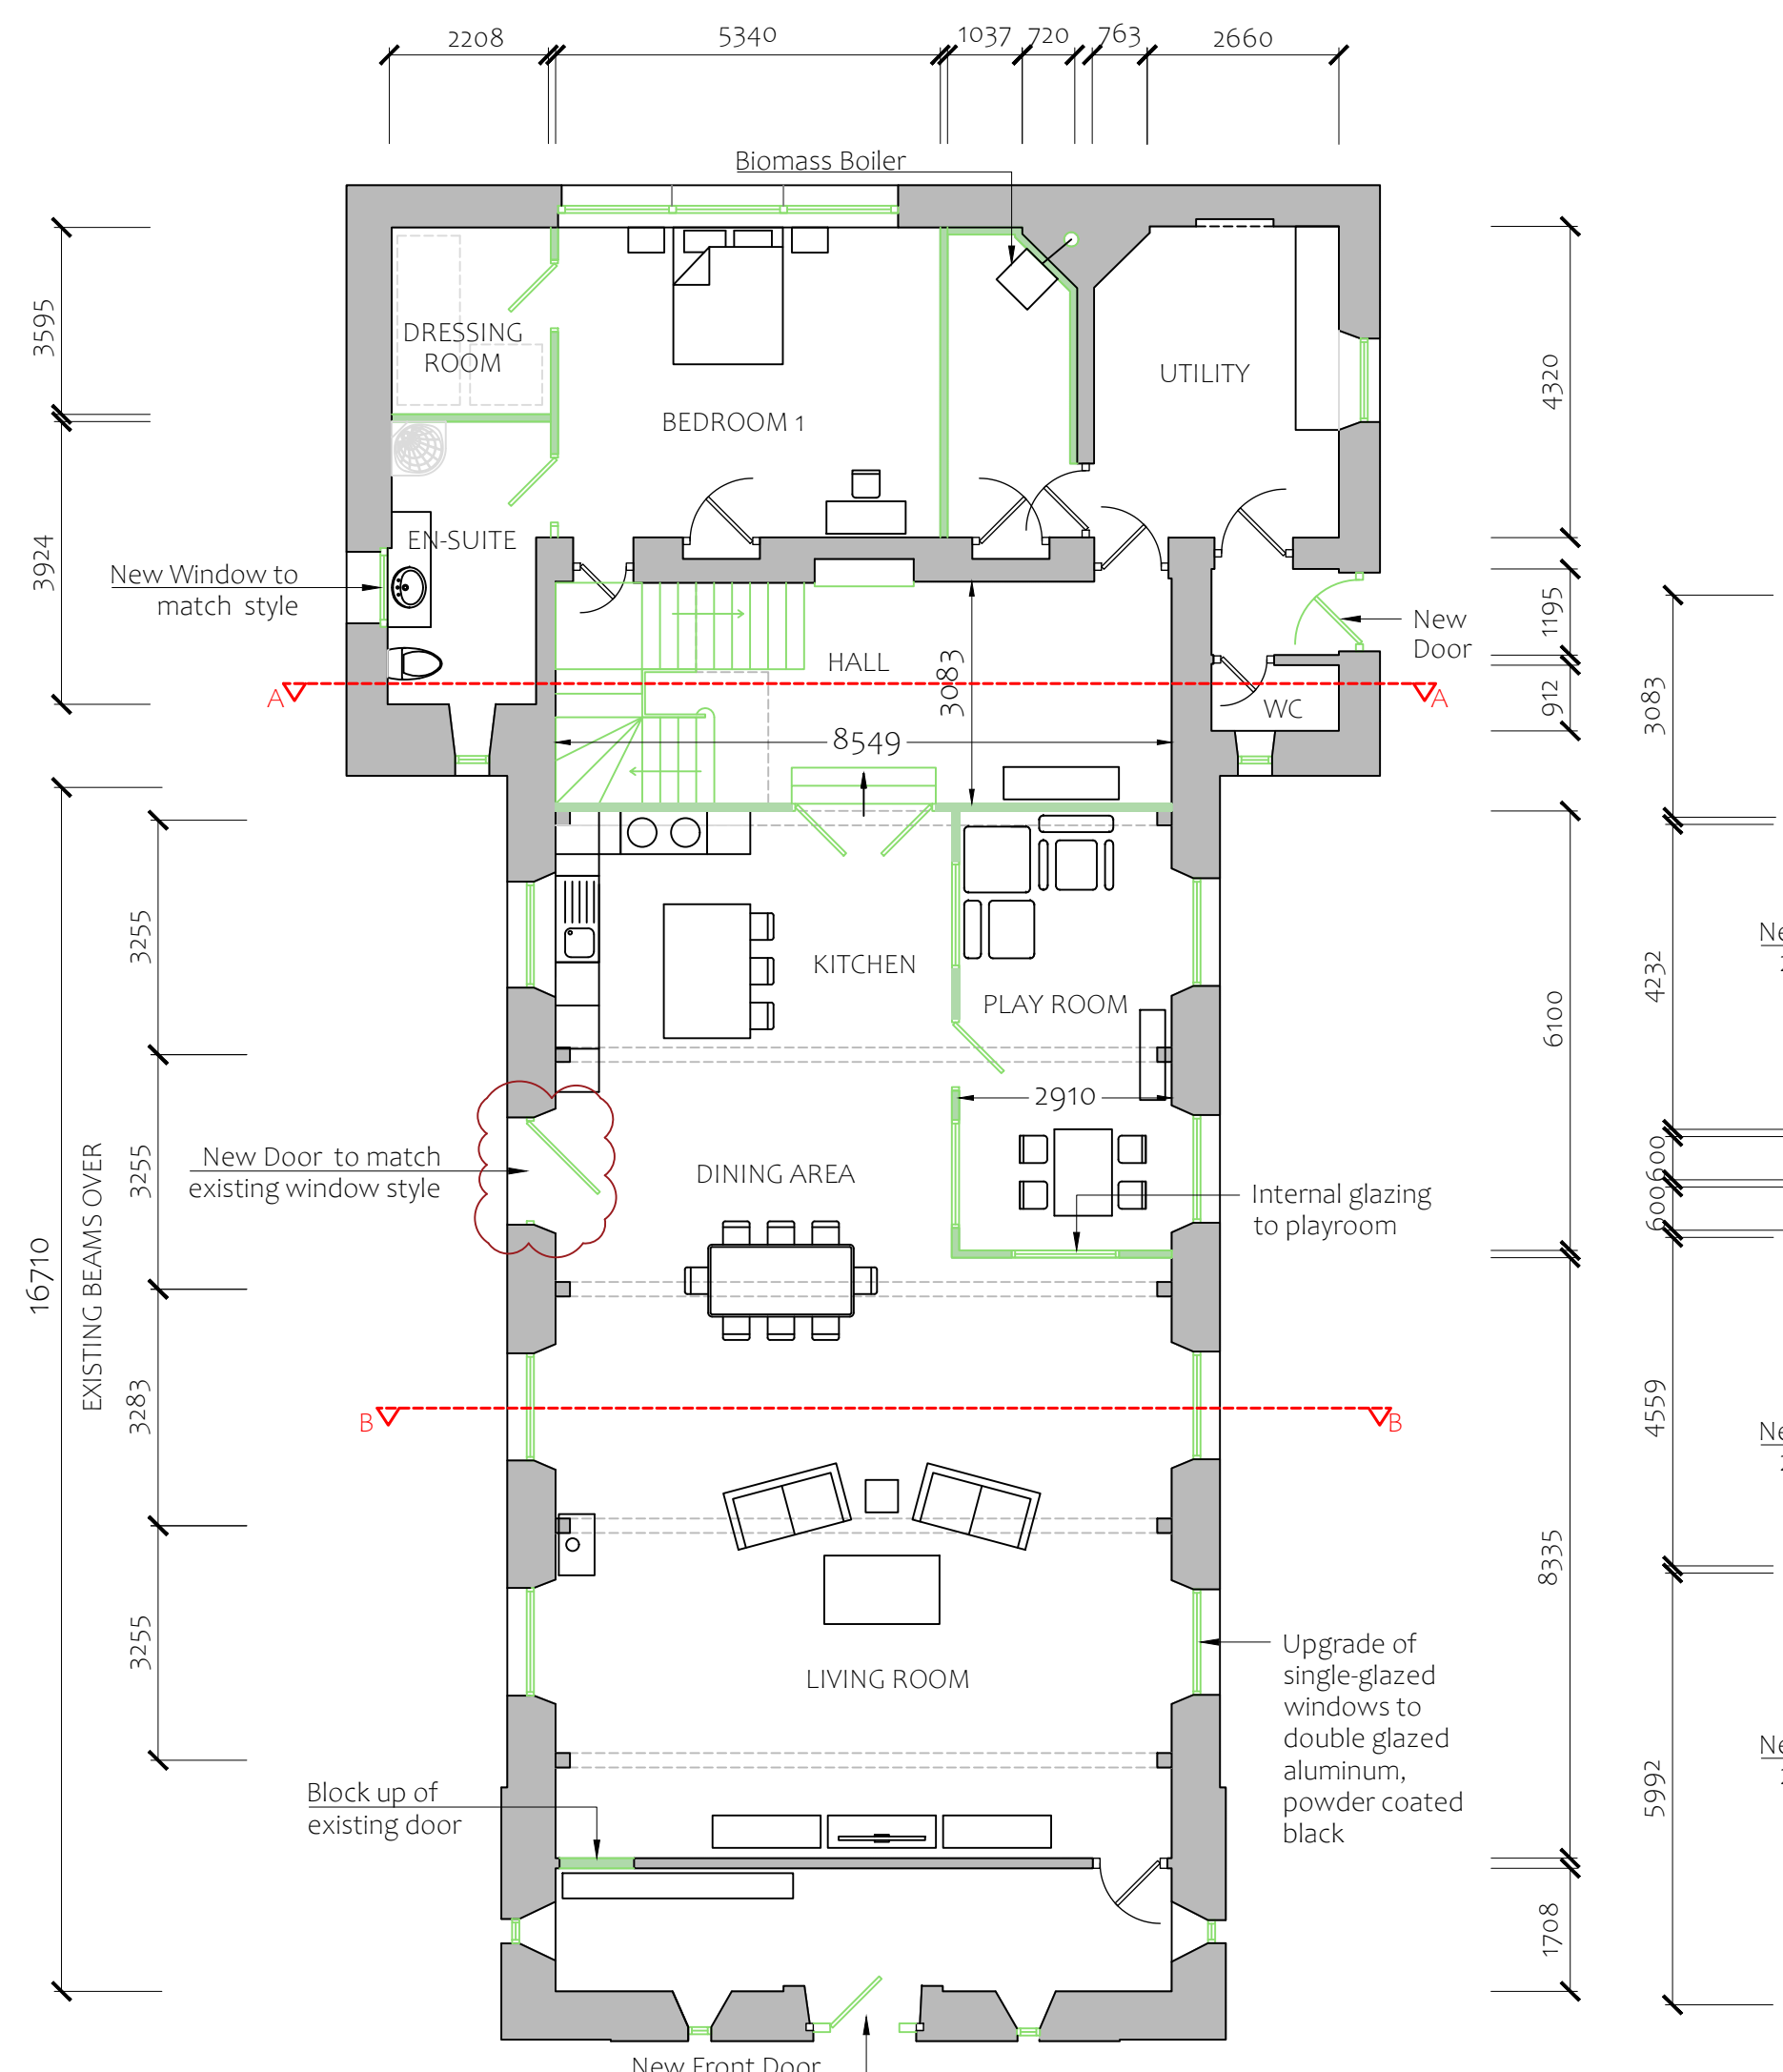 2208
5340
1037
720
763
2660
Biomass Boiler
3595
3924
DRESSING
ROOM
BEDROOM 1
UTILITY
4320
EN-SUITE
New Window to
match style
1195
912
New
Door
HALL
3083
8549
WC
A
A
3083
3255
KITCHEN
PLAY ROOM
4232
6100
2910
16710
EXISTING BEAMS OVER
3255
New Door to match
existing window style
DINING AREA
Internal glazing
to playroom
600
600
3283
B
B
4559
8335
3255
LIVING ROOM
Upgrade of
single-glazed
windows to
double glazed
aluminum,
powder coated
black
5992
Block up of
existing door
1708
New Front Door